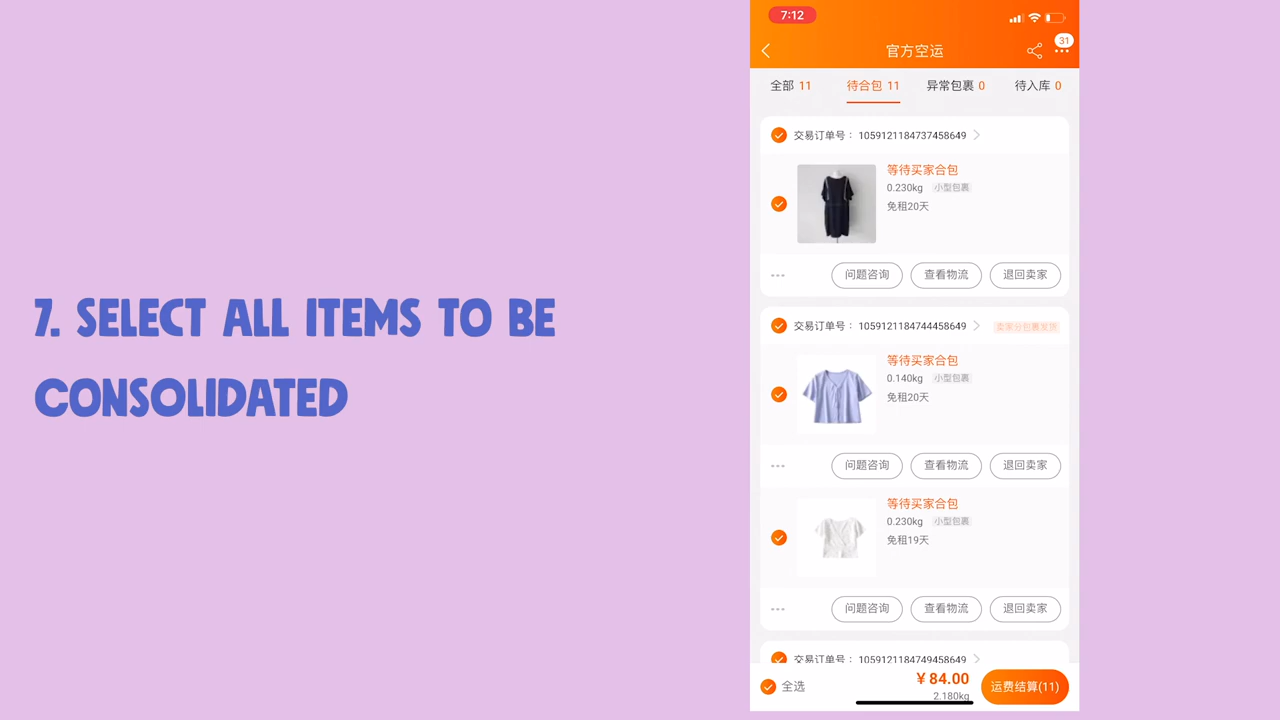 7. SELECT ALL ITEMS TO BE
CONSOLIDATED
7:12
官方空运
31
全部 11 待合包 11 异常包裹 0 待入库 0
交易订单号： 1059121184737458649
等待买家合包
0.230kg 小型包裹
免租20天
问题咨询 查看物流 退回卖家
交易订单号： 1059121184744458649 卖家分包裹发货
等待买家合包
0.140kg 小型包裹
免租20天
问题咨询 查看物流 退回卖家
等待买家合包
0.230kg 小型包裹
免租19天
问题咨询 查看物流 退回卖家
交易订单号： 1059121184749458649
全选 ¥84.00 运费结算(11)
2.180kg